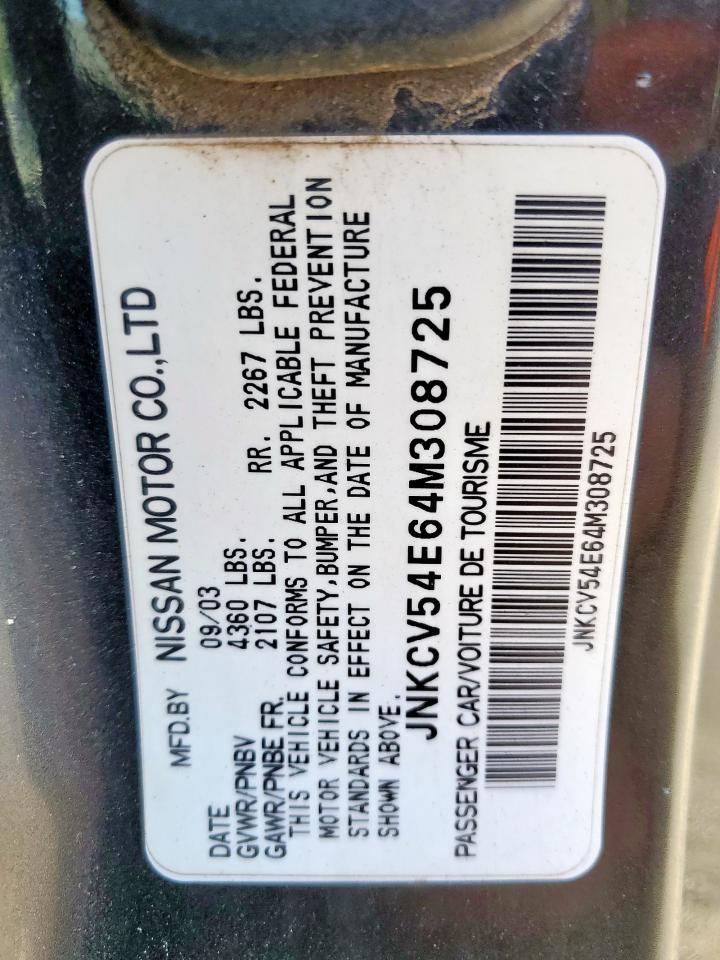 MFD.BY NISSAN MOTOR CO.,LTD
DATE 09/03
GVWR/PNBV 4360 LBS.
GAWR/PNBE FR. 2107 LBS. RR. 2267 LBS.
THIS VEHICLE CONFORMS TO ALL APPLICABLE FEDERAL
MOTOR VEHICLE SAFETY,BUMPER,AND THEFT PREVENTION
STANDARDS IN EFFECT ON THE DATE OF MANUFACTURE
SHOWN ABOVE.
JNKCV54E64M308725
PASSENGER CAR/VOITURE DE TOURISME
JNKCV54E64M308725